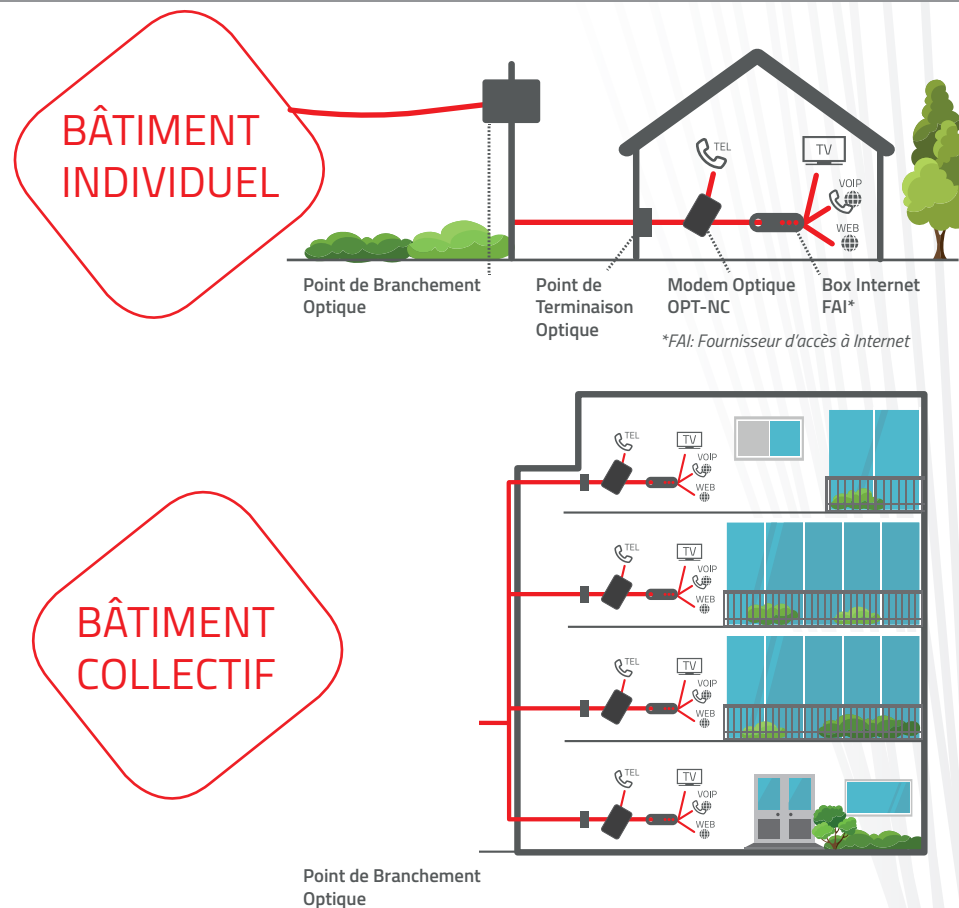 BÂTIMENT
INDIVIDUEL
TEL
TV
VOIP
WEB
Point de Branchement
Optique
Point de
Terminaison
Optique
Modem Optique
OPT-NC
Box Internet
FAI*
*FAI: Fournisseur d'accès à Internet
BÂTIMENT
COLLECTIF
TEL
TV
VOIP
WEB
TEL
TV
VOIP
WEB
TEL
TV
VOIP
WEB
TEL
TV
VOIP
WEB
Point de Branchement
Optique